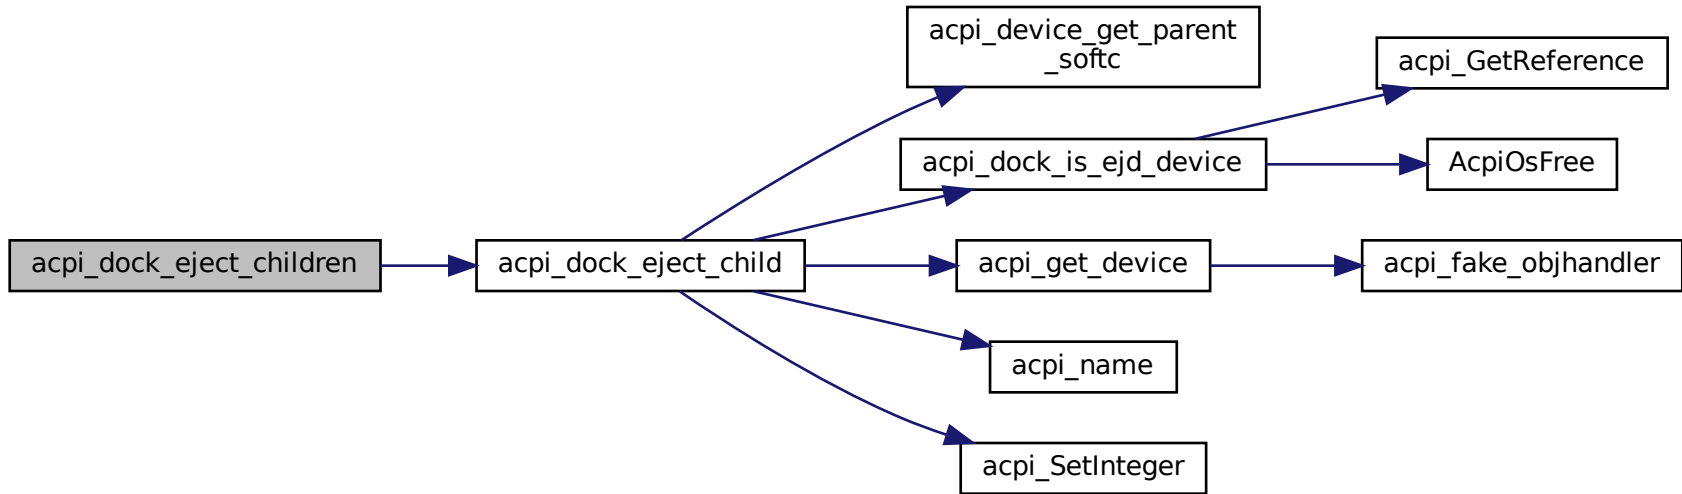 acpi_device_get_parent
_softc
acpi_GetReference
acpi_dock_is_ejd_device
AcpiOsFree
acpi_dock_eject_children
acpi_dock_eject_child
acpi_get_device
acpi_fake_objhandler
acpi_name
acpi_SetInteger